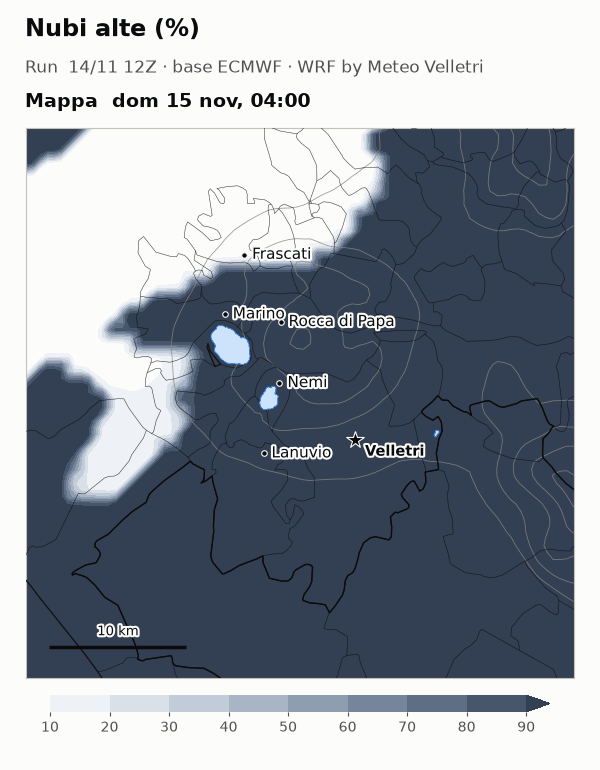 Nubi alte (%)
Run  14/11 12Z · base ECMWF · WRF by Meteo Velletri
Mappa  dom 15 nov, 04:00
Frascati
Marino
Rocca di Papa
Nemi
Velletri
Lanuvio
10 km
10 20 30 40 50 60 70 80 90